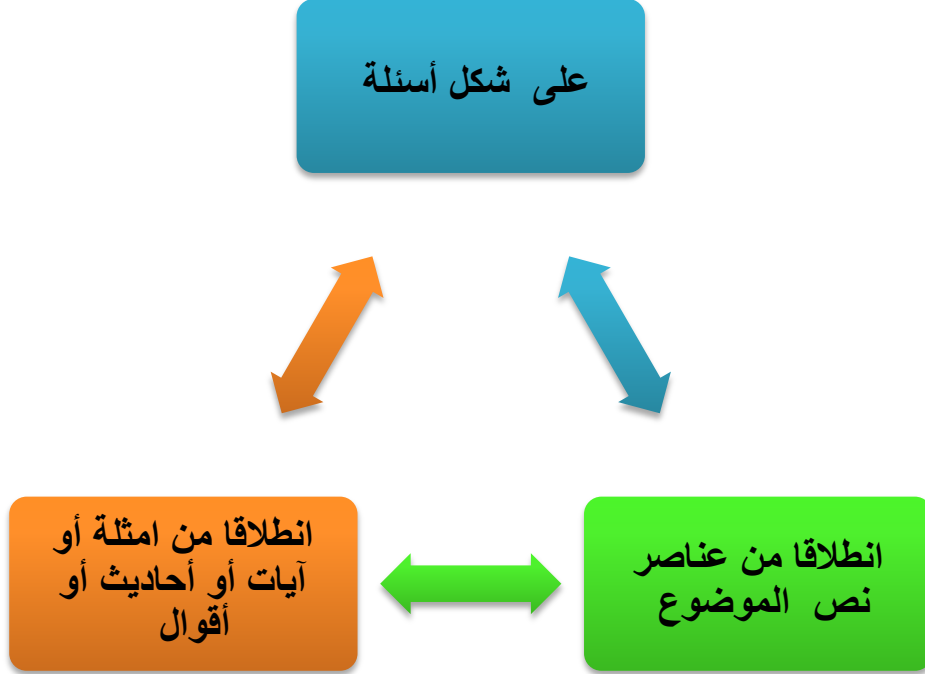 على شكل أسئلة
انطلاقا من عناصر
نص الموضوع
انطلاقا من امثلة أو
آيات أو أحاديث أو
أقوال